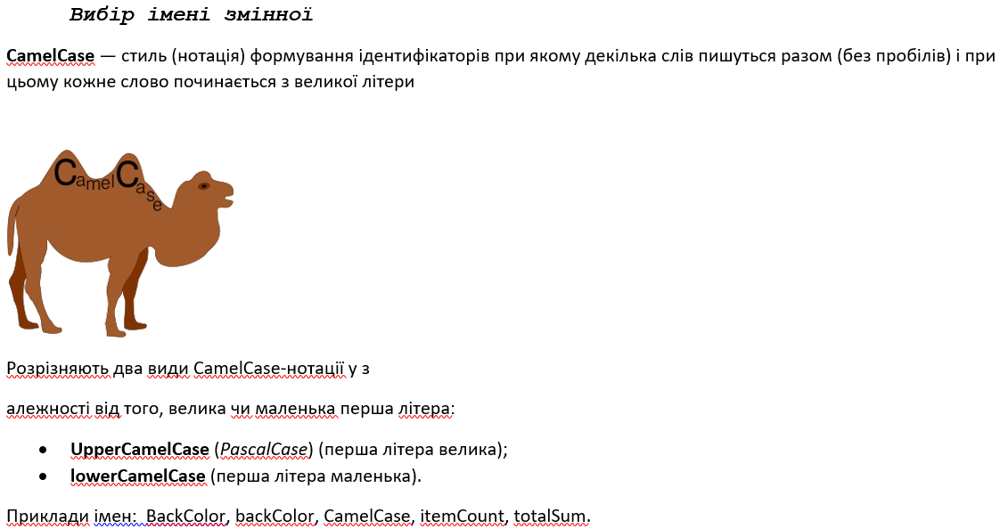 Вибір імені змінної
CamelCase — стиль (нотація) формування ідентифікаторів при якому декілька слів пишуться разом (без пробілів) і при
цьому кожне слово починається з великої літери
CamelCase
Розрізняють два види CamelCase-нотації у з
алежності від того, велика чи маленька перша літера:
• UpperCamelCase (PascalCase) (перша літера велика);
• lowerCamelCase (перша літера маленька).
Приклади імен: BackColor, backColor, CamelCase, itemCount, totalSum.